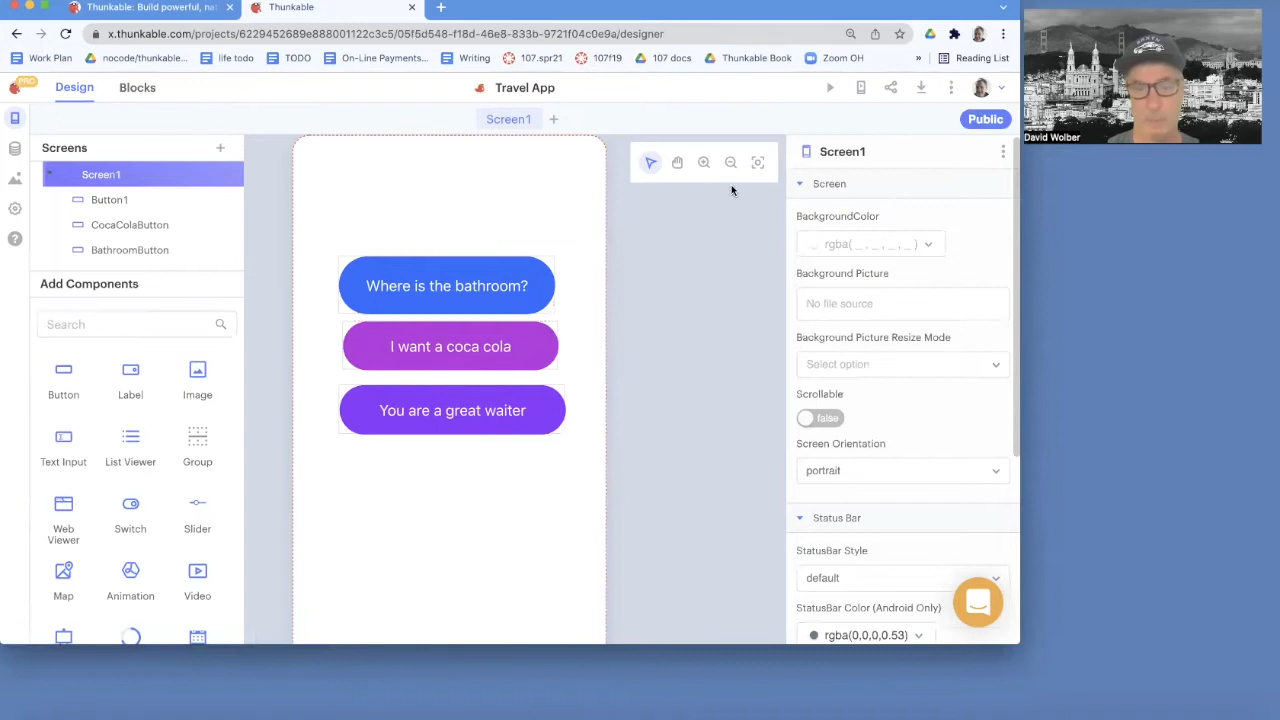 Thunkable: Build powerful, nat
Thunkable
x.thunkable.com/projects/6229452689e888001122c3c5/05f5d548-f18d-46e8-833b-9721f04c0e9a/designer
Work Plan
nocode/thunkable...
life todo
TODO
On-Line Payments...
Writing
107.spr21
107f19
107 docs
Thunkable Book
Zoom OH
»
Reading List
PRO
Design
Blocks
Travel App
Screen1
Public
Screens
Screen1
Button1
CocaColaButton
BathroomButton
Add Components
Search
Button
Label
Image
Text Input
List Viewer
Group
Web Viewer
Switch
Slider
Map
Animation
Video
Where is the bathroom?
I want a coca cola
You are a great waiter
Screen1
Screen
BackgroundColor
rgba( _ , _ , _ , _ )
Background Picture
No file source
Background Picture Resize Mode
Select option
Scrollable
false
Screen Orientation
portrait
Status Bar
StatusBar Style
default
StatusBar Color (Android Only)
rgba(0,0,0,0.53)
David Wolber